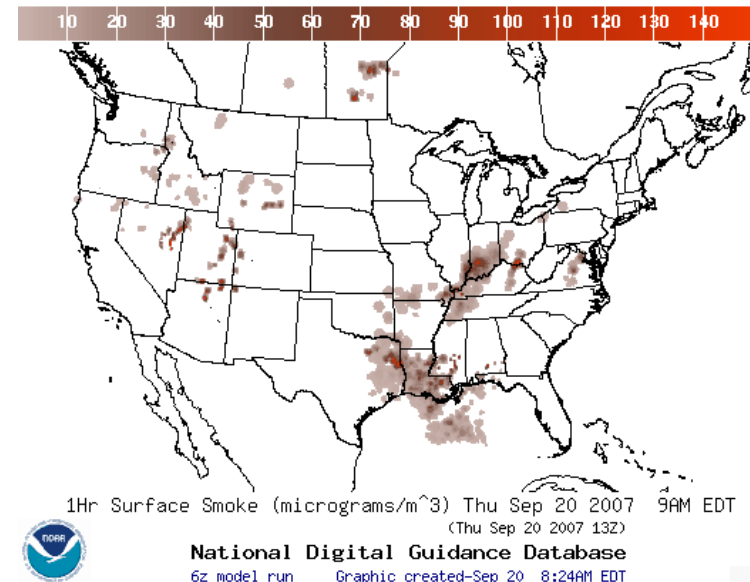 10 20 30 40 50 60 70 80 90 100 110 120 130 140
1Hr Surface Smoke (micrograms/m^3) Thu Sep 20 2007 9AM EDT
(Thu Sep 20 2007 13Z)
NOAA
National Digital Guidance Database
6z model run Graphic created-Sep 20 8:24AM EDT